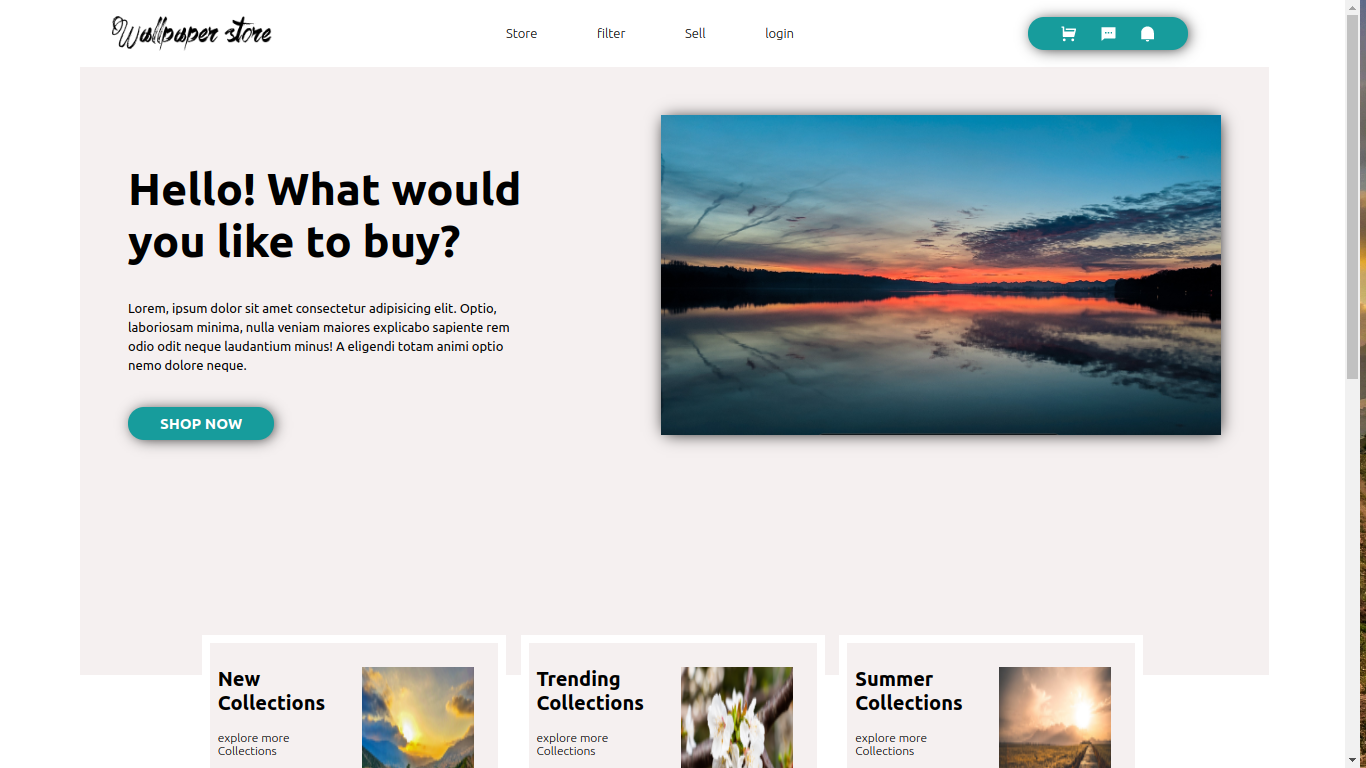 Wallpaper store
Store
filter
Sell
login
Hello! What would
you like to buy?
Lorem, ipsum dolor sit amet consectetur adipisicing elit. Optio,
laboriosam minima, nulla veniam maiores explicabo sapiente rem
odio odit neque laudantium minus! A eligendi totam animi optio
nemo dolore neque.
SHOP NOW
New
Collections
explore more
Collections
Trending
Collections
explore more
Collections
Summer
Collections
explore more
Collections